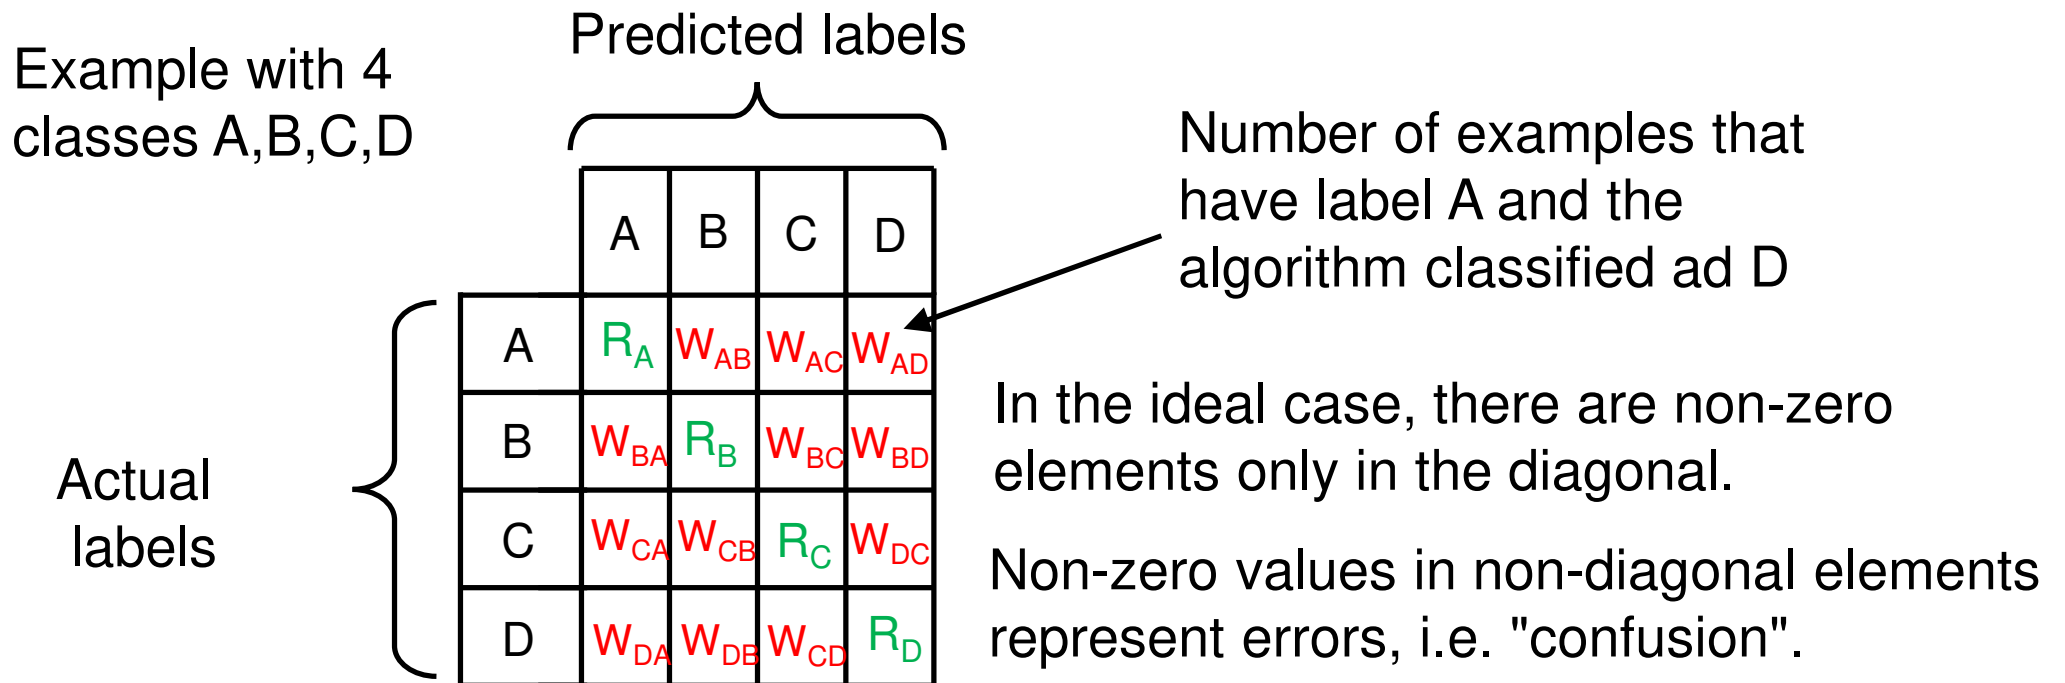 Example with 4
classes A,B,C,D
Predicted labels
Number of examples that
have label A and the
algorithm classified ad D
A B C D
A R_A W_AB W_AC W_AD
B W_BA R_B W_BC W_BD
C W_CA W_CB R_C W_DC
D W_DA W_DB W_CD R_D
Actual
labels
In the ideal case, there are non-zero
elements only in the diagonal.
Non-zero values in non-diagonal elements
represent errors, i.e. "confusion".